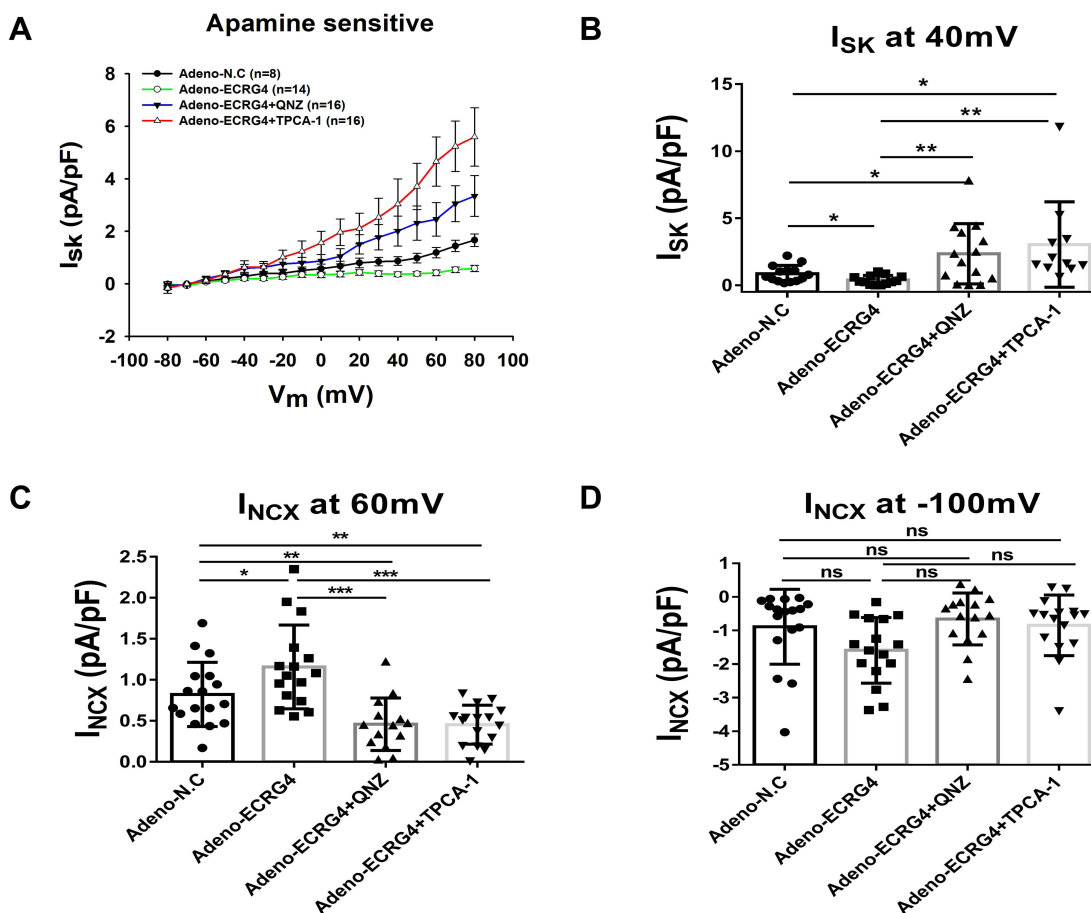 A
Apamine sensitive
Adeno-N.C (n=8)
Adeno-ECRG4 (n=14)
Adeno-ECRG4+QNZ (n=16)
Adeno-ECRG4+TPCA-1 (n=16)
Isk (pA/pF)
8
6
4
2
0
-2
-100 -80 -60 -40 -20 0 20 40 60 80 100
Vm (mV)
B
ISK at 40mV
*
**
**
*
*
ISK (pA/pF)
15
10
5
0
Adeno-N.C
Adeno-ECRG4
Adeno-ECRG4+QNZ
Adeno-ECRG4+TPCA-1
C
INCX at 60mV
**
**
* ***
***
INCX (pA/pF)
2.5
2.0
1.5
1.0
0.5
0.0
Adeno-N.C
Adeno-ECRG4
Adeno-ECRG4+QNZ
Adeno-ECRG4+TPCA-1
D
INCX at -100mV
ns
ns ns
ns ns
INCX (pA/pF)
1
0
-1
-2
-3
-4
-5
Adeno-N.C
Adeno-ECRG4
Adeno-ECRG4+QNZ
Adeno-ECRG4+TPCA-1